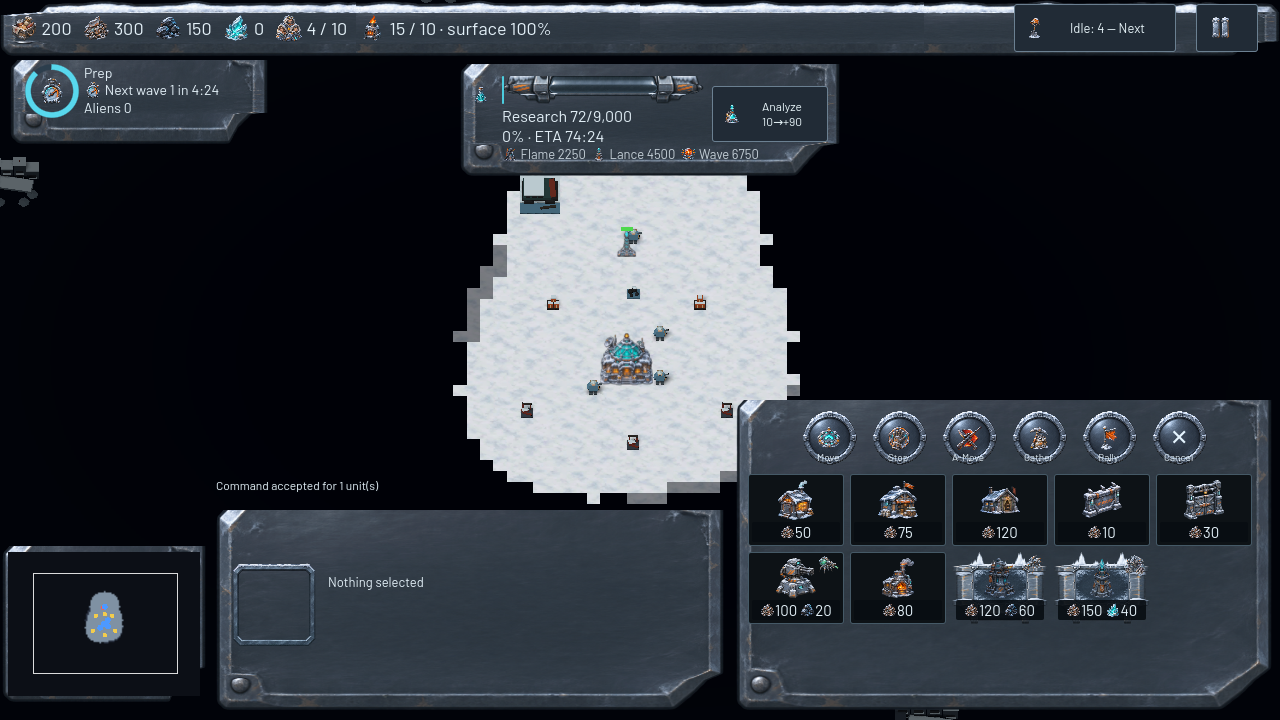 200 300 150 0 4 / 10 15 / 10 · surface 100%
Idle: 4 – Next
Prep
Next wave 1 in 4:24
Aliens 0
Research 72/9,000
0% · ETA 74:24
Flame 2250 Lance 4500 Wave 6750
Analyze
10→+90
Move Stop A-Move Gather Rally Cancel
50 75 120 10 30
100 20 80 120 60 150 40
Command accepted for 1 unit(s)
Nothing selected